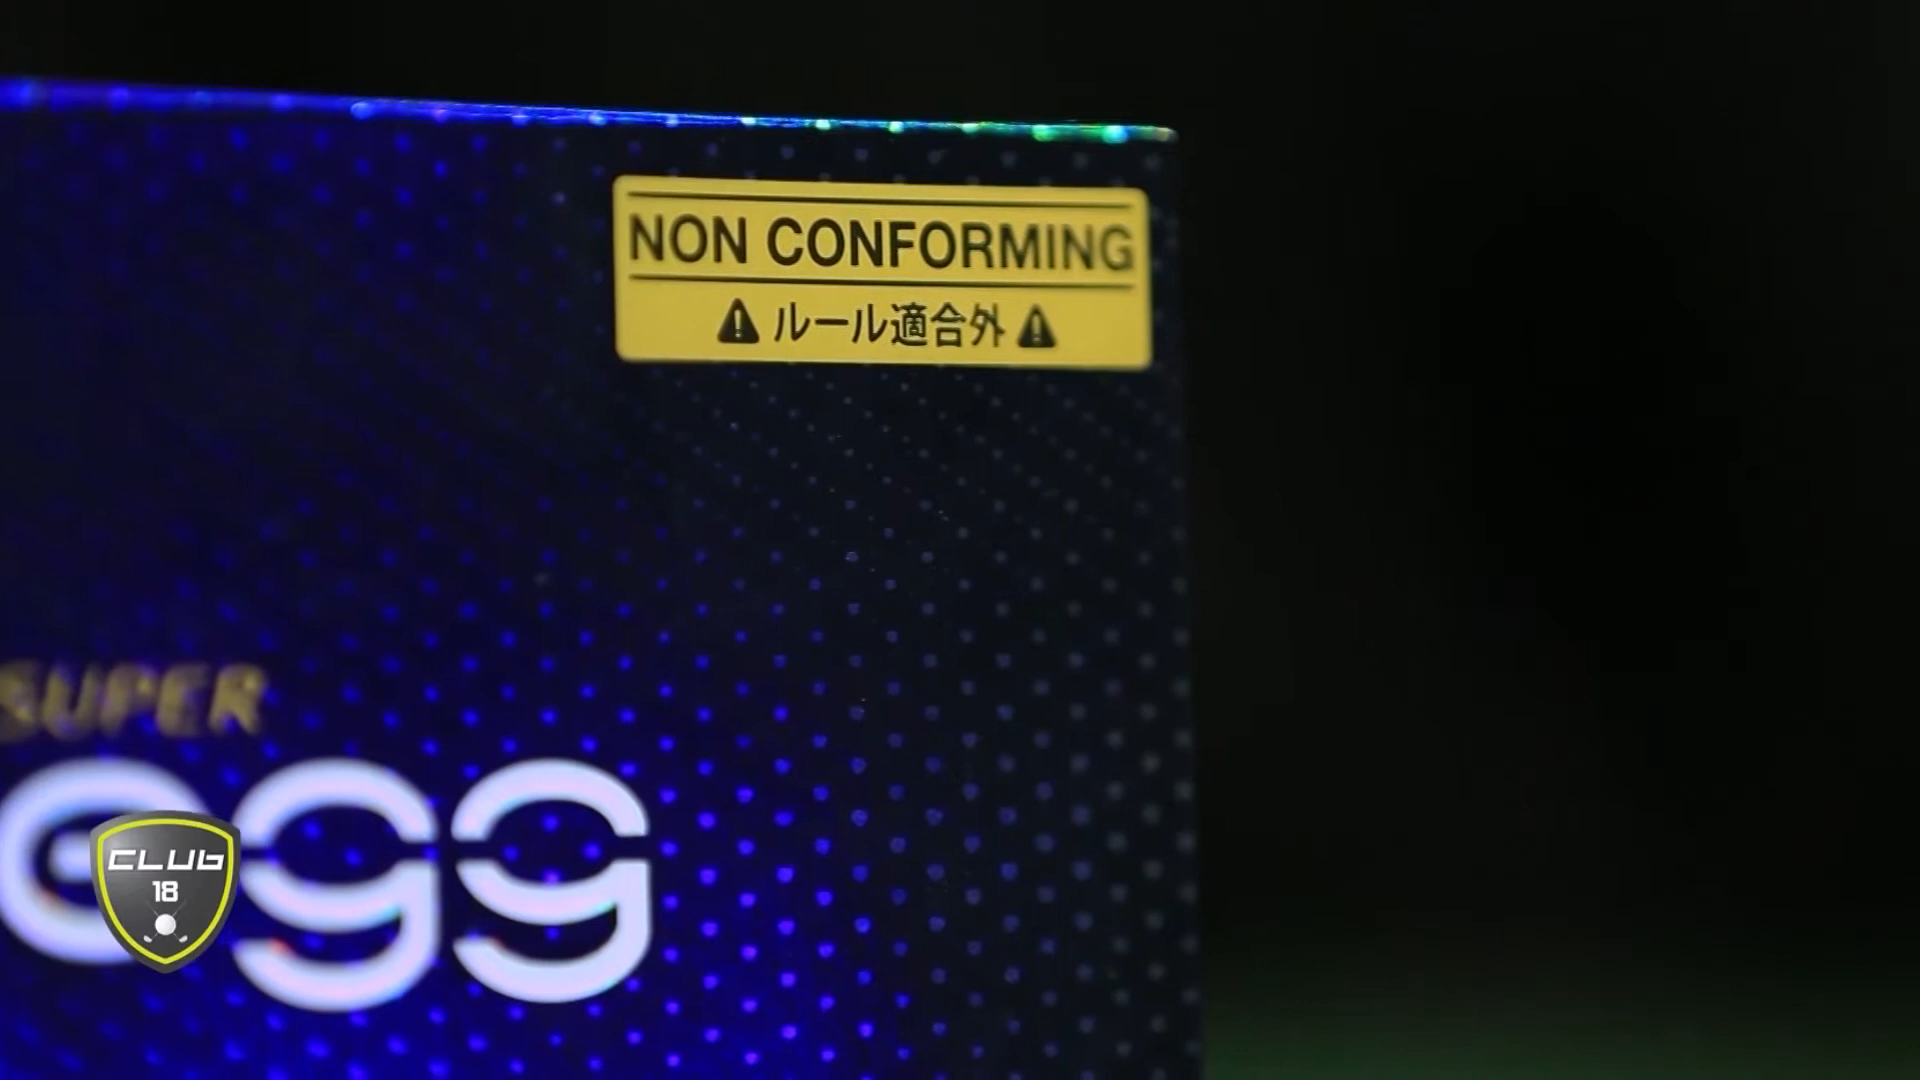 NON CONFORMING
⚠ ルール適合外 ⚠
SUPER
egg
CLUB
18